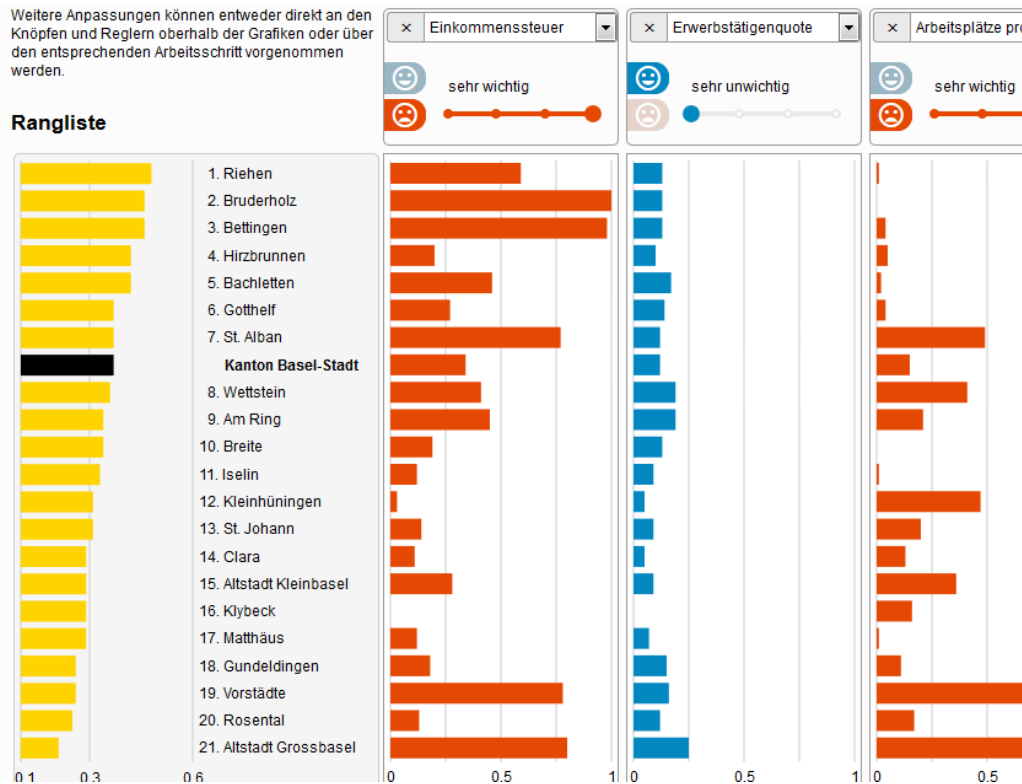 Weitere Anpassungen können entweder direkt an den
Knöpfen und Reglern oberhalb der Grafiken oder über
den entsprechenden Arbeitsschritt vorgenommen
werden.
Rangliste
× Einkommenssteuer
sehr wichtig
× Erwerbstätigenquote
sehr unwichtig
× Arbeitsplätze pro
sehr wichtig
1. Riehen
2. Bruderholz
3. Bettingen
4. Hirzbrunnen
5. Bachletten
6. Gotthelf
7. St. Alban
Kanton Basel-Stadt
8. Wettstein
9. Am Ring
10. Breite
11. Iselin
12. Kleinhüningen
13. St. Johann
14. Clara
15. Altstadt Kleinbasel
16. Klybeck
17. Matthäus
18. Gundeldingen
19. Vorstädte
20. Rosental
21. Altstadt Grossbasel
0.1 0.3 0.6
0 0.5 1
0 0.5 1
0 0.5